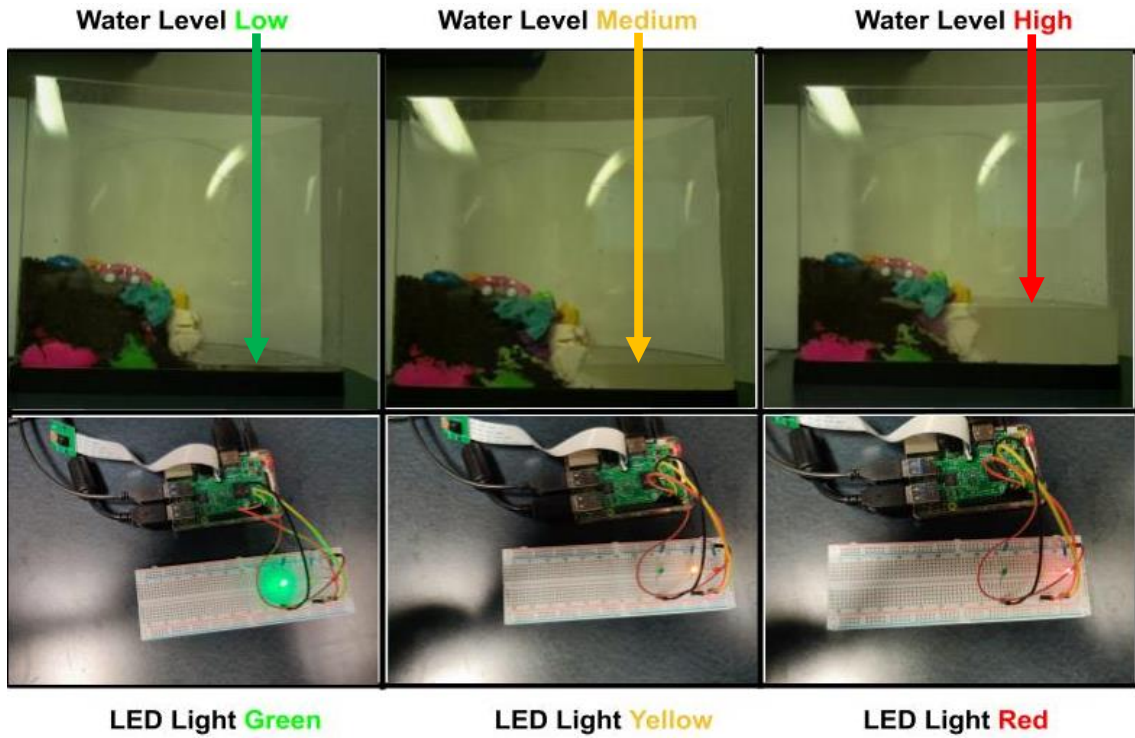 Water Level Low
Water Level Medium
Water Level High
LED Light Green
LED Light Yellow
LED Light Red